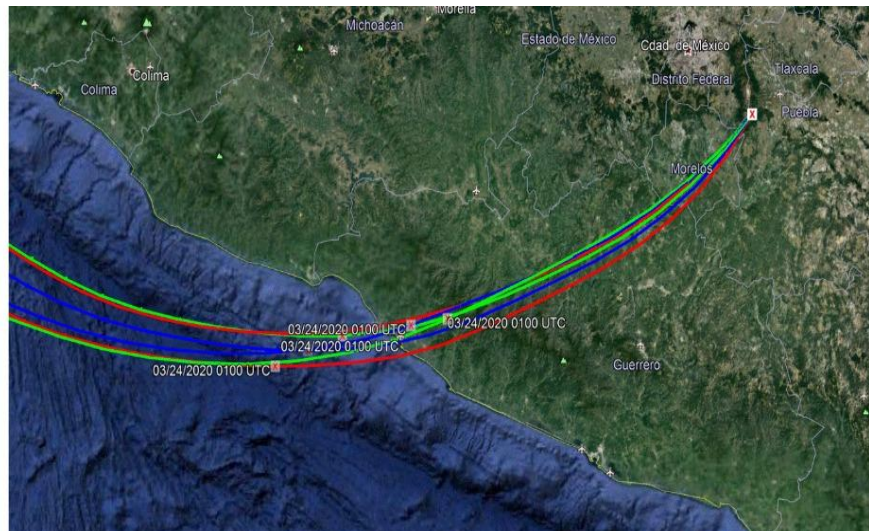 Morelia
Michoacán
Estado de México
Cdad. de México
Colima
Colima
Distrito Federal
Tlaxcala
X
Puebla
Morelos
03/24/2020 0100 UTC
03/24/2020 0100 UTC
03/24/2020 0100 UTC
03/24/2020 0100 UTC
Guerrero